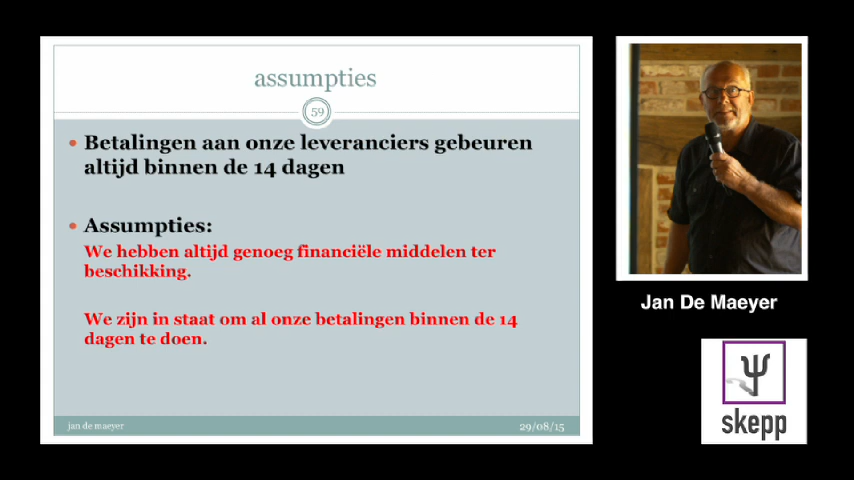 assumpties
59
• Betalingen aan onze leveranciers gebeuren
altijd binnen de 14 dagen
• Assumpties:
We hebben altijd genoeg financiële middelen ter
beschikking.
We zijn in staat om al onze betalingen binnen de 14
dagen te doen.
jan de maeyer
29/08/15
Jan De Maeyer
skepp